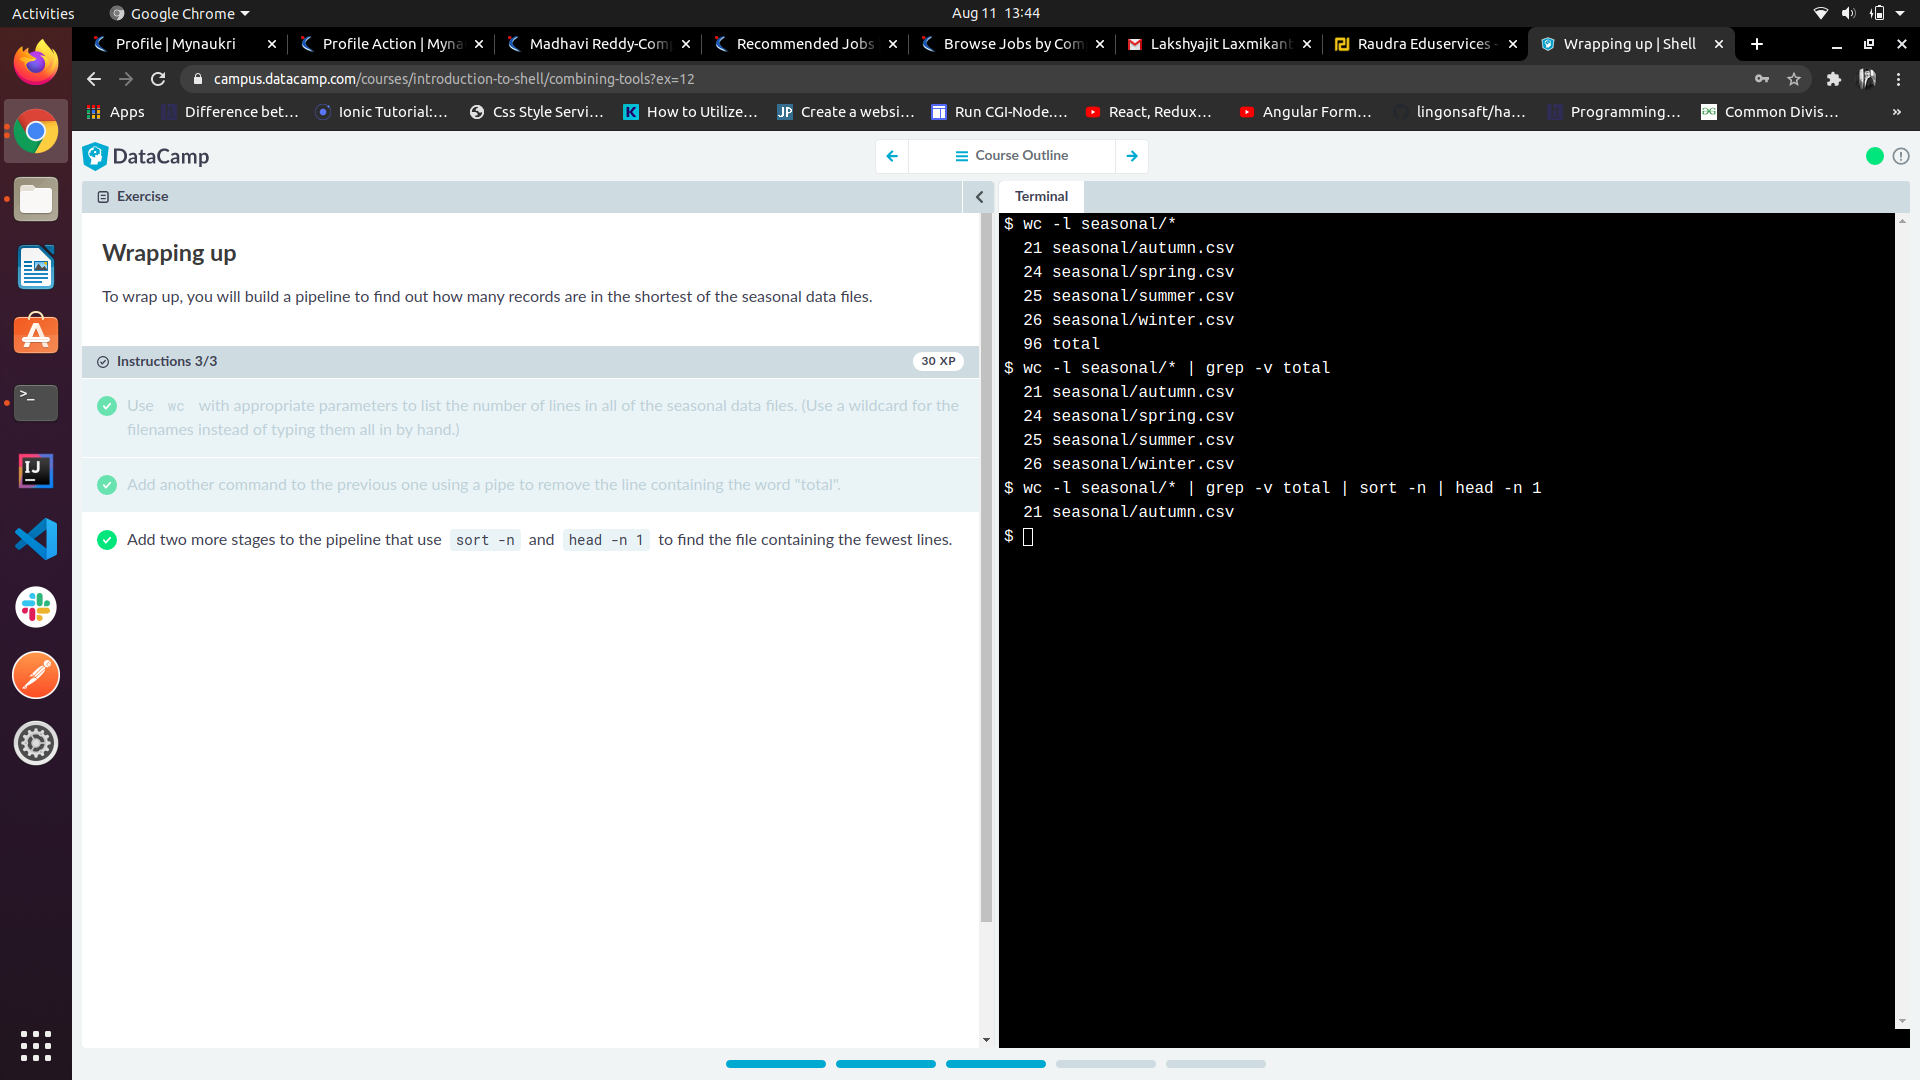 Activities
Google Chrome
Aug 11 13:44
Profile | Mynaukri
Profile Action | Myna
Madhavi Reddy-Com
Recommended Jobs
Browse Jobs by Com
Lakshyajit Laxmikant
Raudra Eduservices -
Wrapping up | Shell
campus.datacamp.com/courses/introduction-to-shell/combining-tools?ex=12
Apps
Difference bet...
Ionic Tutorial:...
Css Style Servi...
How to Utilize...
JP
Create a websi...
Run CGI-Node....
React, Redux...
Angular Form...
lingonsaft/ha...
Programming...
Common Divis...
»
DataCamp
Course Outline
Exercise
Terminal
Wrapping up
To wrap up, you will build a pipeline to find out how many records are in the shortest of the seasonal data files.
Instructions 3/3
30 XP
Use wc with appropriate parameters to list the number of lines in all of the seasonal data files. (Use a wildcard for the
filenames instead of typing them all in by hand.)
Add another command to the previous one using a pipe to remove the line containing the word "total".
Add two more stages to the pipeline that use sort -n and head -n 1 to find the file containing the fewest lines.
$ wc -l seasonal/*
21 seasonal/autumn.csv
24 seasonal/spring.csv
25 seasonal/summer.csv
26 seasonal/winter.csv
96 total
$ wc -l seasonal/* | grep -v total
21 seasonal/autumn.csv
24 seasonal/spring.csv
25 seasonal/summer.csv
26 seasonal/winter.csv
$ wc -l seasonal/* | grep -v total | sort -n | head -n 1
21 seasonal/autumn.csv
$
>_
IJ